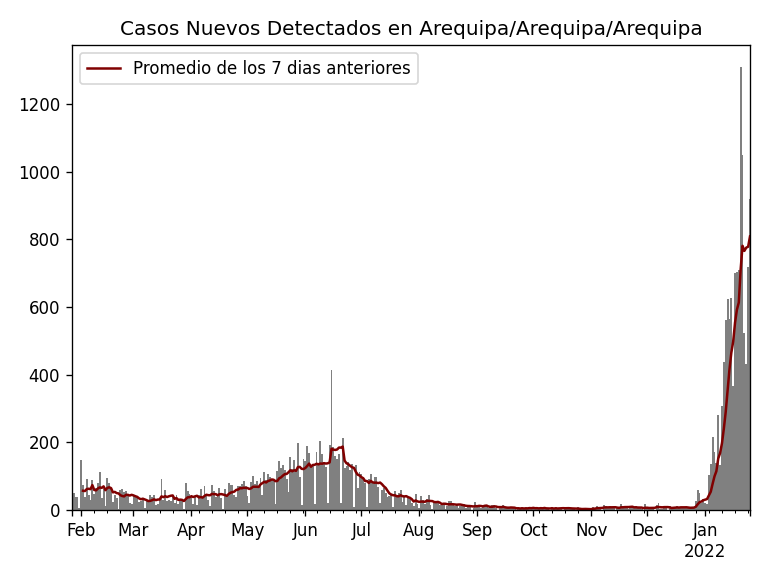 Casos Nuevos Detectados en Arequipa/Arequipa/Arequipa
Promedio de los 7 dias anteriores
1200
1000
800
600
400
200
0
Feb Mar Apr May Jun Jul Aug Sep Oct Nov Dec Jan
2022